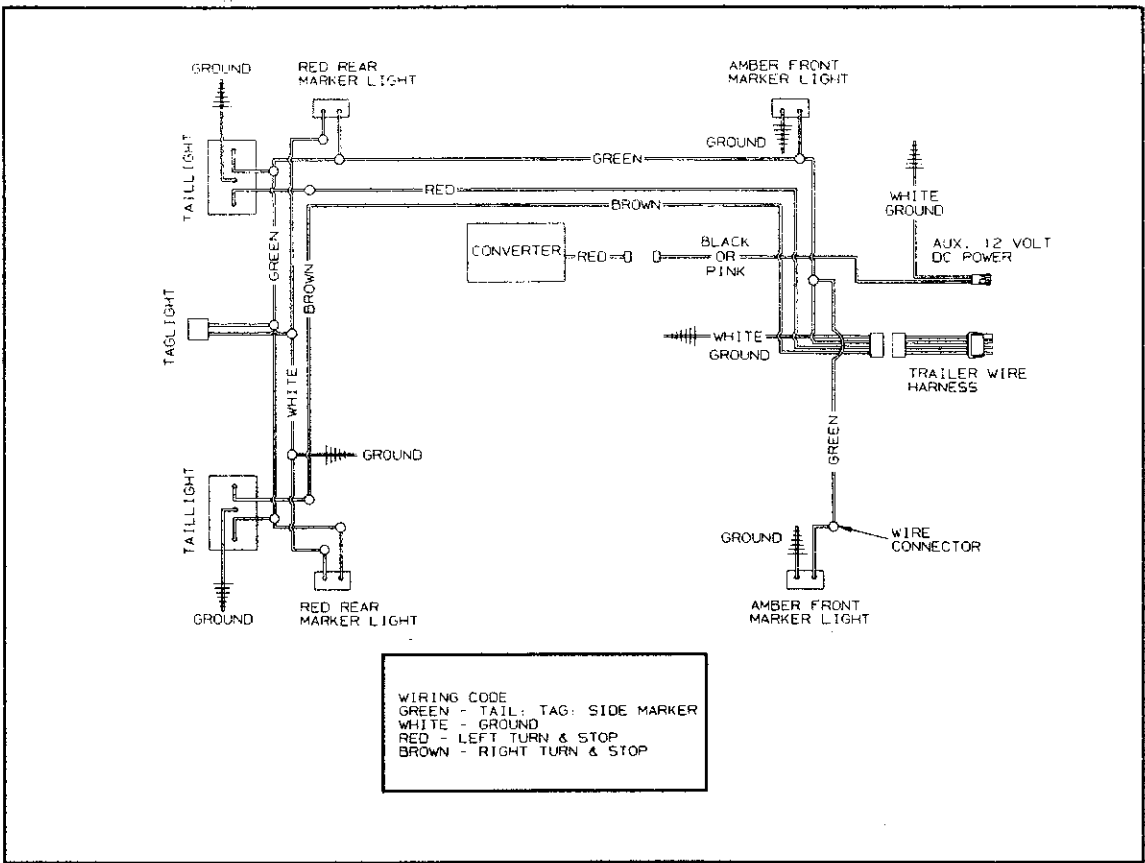 GROUND
RED REAR
MARKER LIGHT
AMBER FRONT
MARKER LIGHT
GROUND
TAILLIGHT
GREEN
RED
BROWN
WHITE
GROUND
CONVERTER
RED
BLACK
OR
PINK
AUX. 12 VOLT
DC POWER
GREEN
BROWN
TAGLIGHT
WHITE
GROUND
TRAILER WIRE
HARNESS
WHITE
GREEN
GROUND
TAILLIGHT
GROUND
WIRE
CONNECTOR
GROUND
RED REAR
MARKER LIGHT
AMBER FRONT
MARKER LIGHT
WIRING CODE
GREEN - TAIL: TAG: SIDE MARKER
WHITE - GROUND
RED - LEFT TURN & STOP
BROWN - RIGHT TURN & STOP